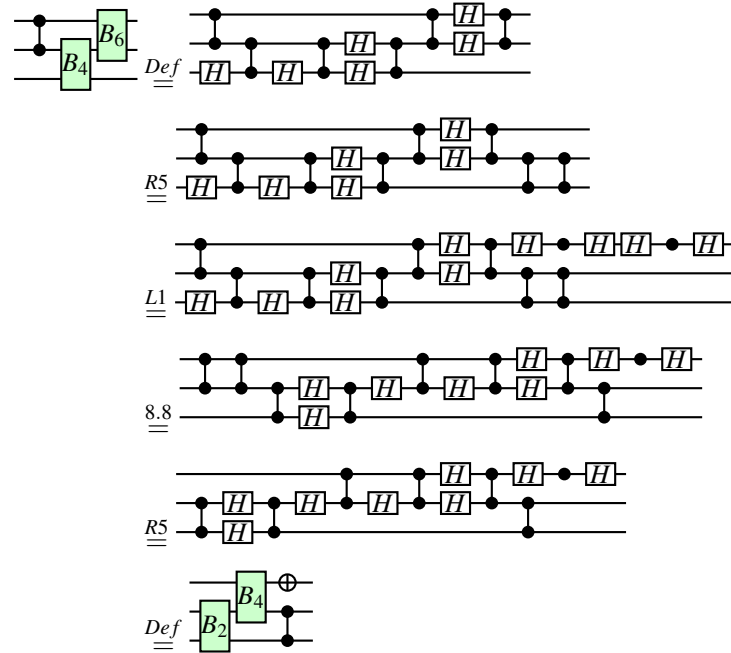 B₆ H
B₄ H H
Def = H H H
H
H H
R5 = H H H
H H H H H
H H
L1 = H H H
H H H
H H H H
8.8 = H
H H H
H H H H
R5 = H
B₄ ⊕
B₂
Def =